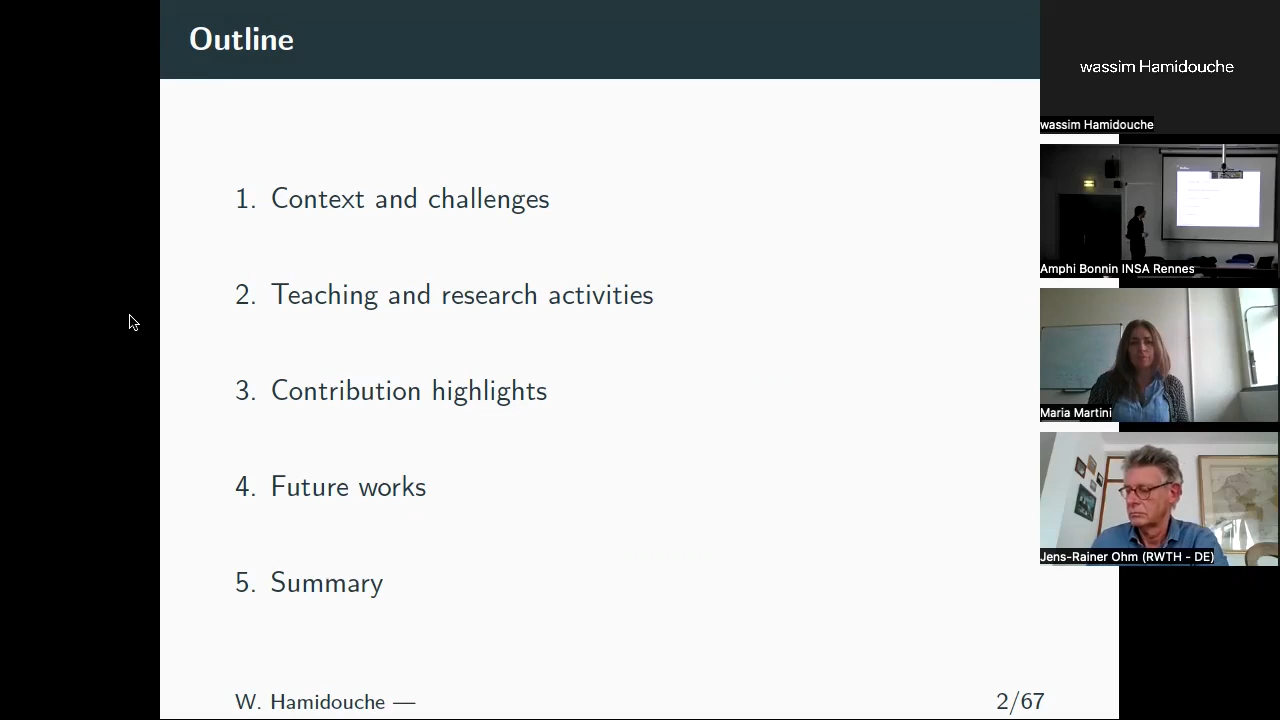 Outline
1. Context and challenges
2. Teaching and research activities
3. Contribution highlights
4. Future works
5. Summary
W. Hamidouche —
2/67
wassim Hamidouche
wassim Hamidouche
Amphi Bonnin INSA Rennes
Maria Martini
Jens-Rainer Ohm (RWTH - DE)